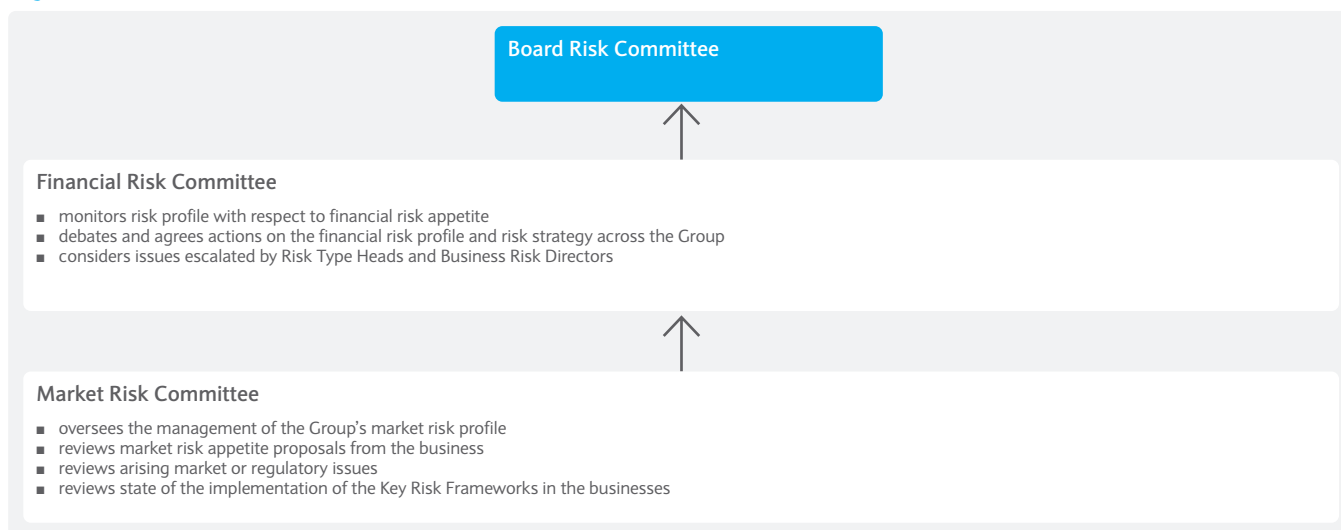 Board Risk Committee
Financial Risk Committee
■ monitors risk profile with respect to financial risk appetite
■ debates and agrees actions on the financial risk profile and risk strategy across the Group
■ considers issues escalated by Risk Type Heads and Business Risk Directors
Market Risk Committee
■ oversees the management of the Group’s market risk profile
■ reviews market risk appetite proposals from the business
■ reviews arising market or regulatory issues
■ reviews state of the implementation of the Key Risk Frameworks in the businesses